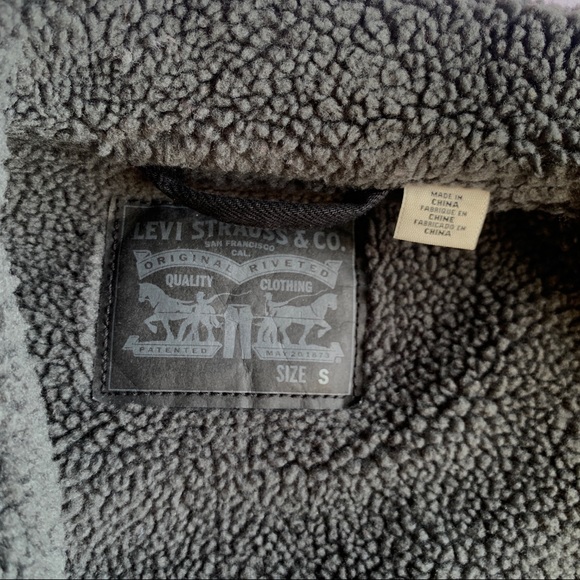 LEVI STRAUSS & CO.
SAN FRANCISCO
CAL.
ORIGINAL RIVETED
QUALITY CLOTHING
PATENTED MAY 20 1873
SIZE S
MADE IN
CHINA
FABRIQUÉ EN
CHINE
FABRICADO EN
CHINA